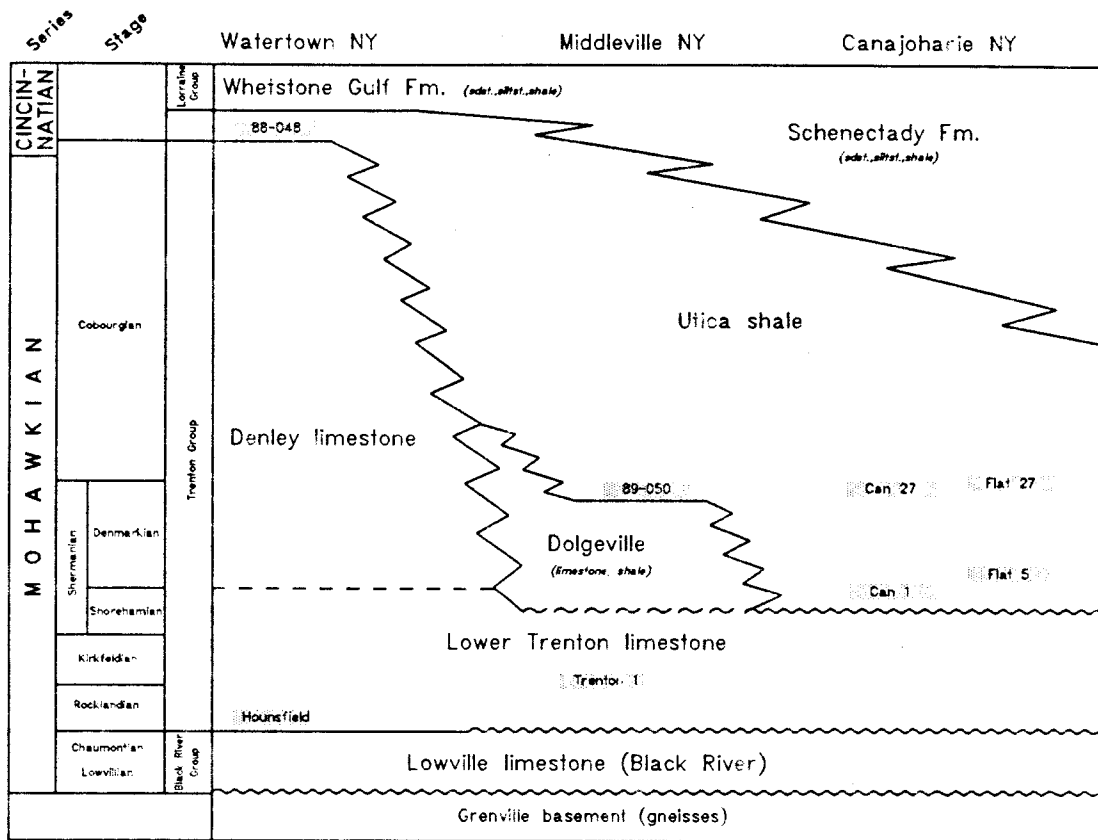 Series
Stage
Watertown NY
Middleville NY
Canajoharie NY
CINCIN-
NATIAN
Lorraine
Group
Whetstone Gulf Fm. (sdst.,siltst.,shale)
88-048
Schenectady Fm.
(sdst.,siltst.,shale)
MOHAWKIAN
Cobourgian
Trenton Group
Utica shale
Denley limestone
89-050
Can 27
Flat 27
Shermanian
Denmarkian
Dolgeville
(limestone, shale)
Flat 5
Can 1
Shorehamian
Lower Trenton limestone
Kirkfeldian
Trenton 1
Rocklandian
Hounsfield
Chaumontian
Lowvillian
Black River
Group
Lowville limestone (Black River)
Grenville basement (gneisses)